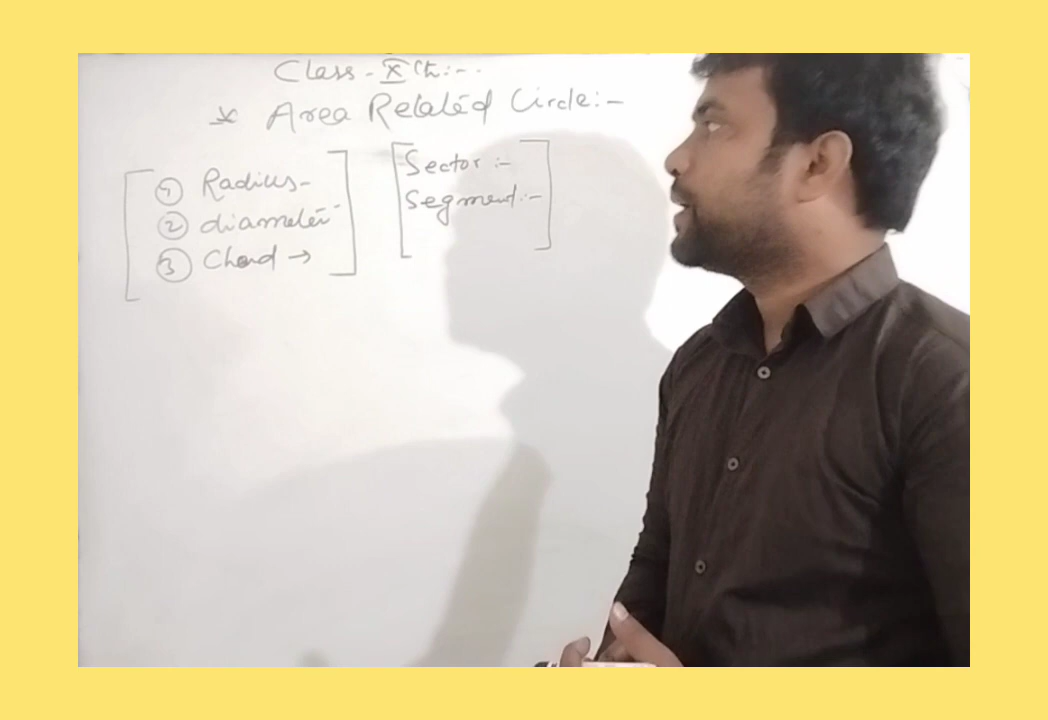 Class - X th :-
* Area Related Circle :-
① Radius -
② diameter -
③ Chord →
Sector :-
Segment :-